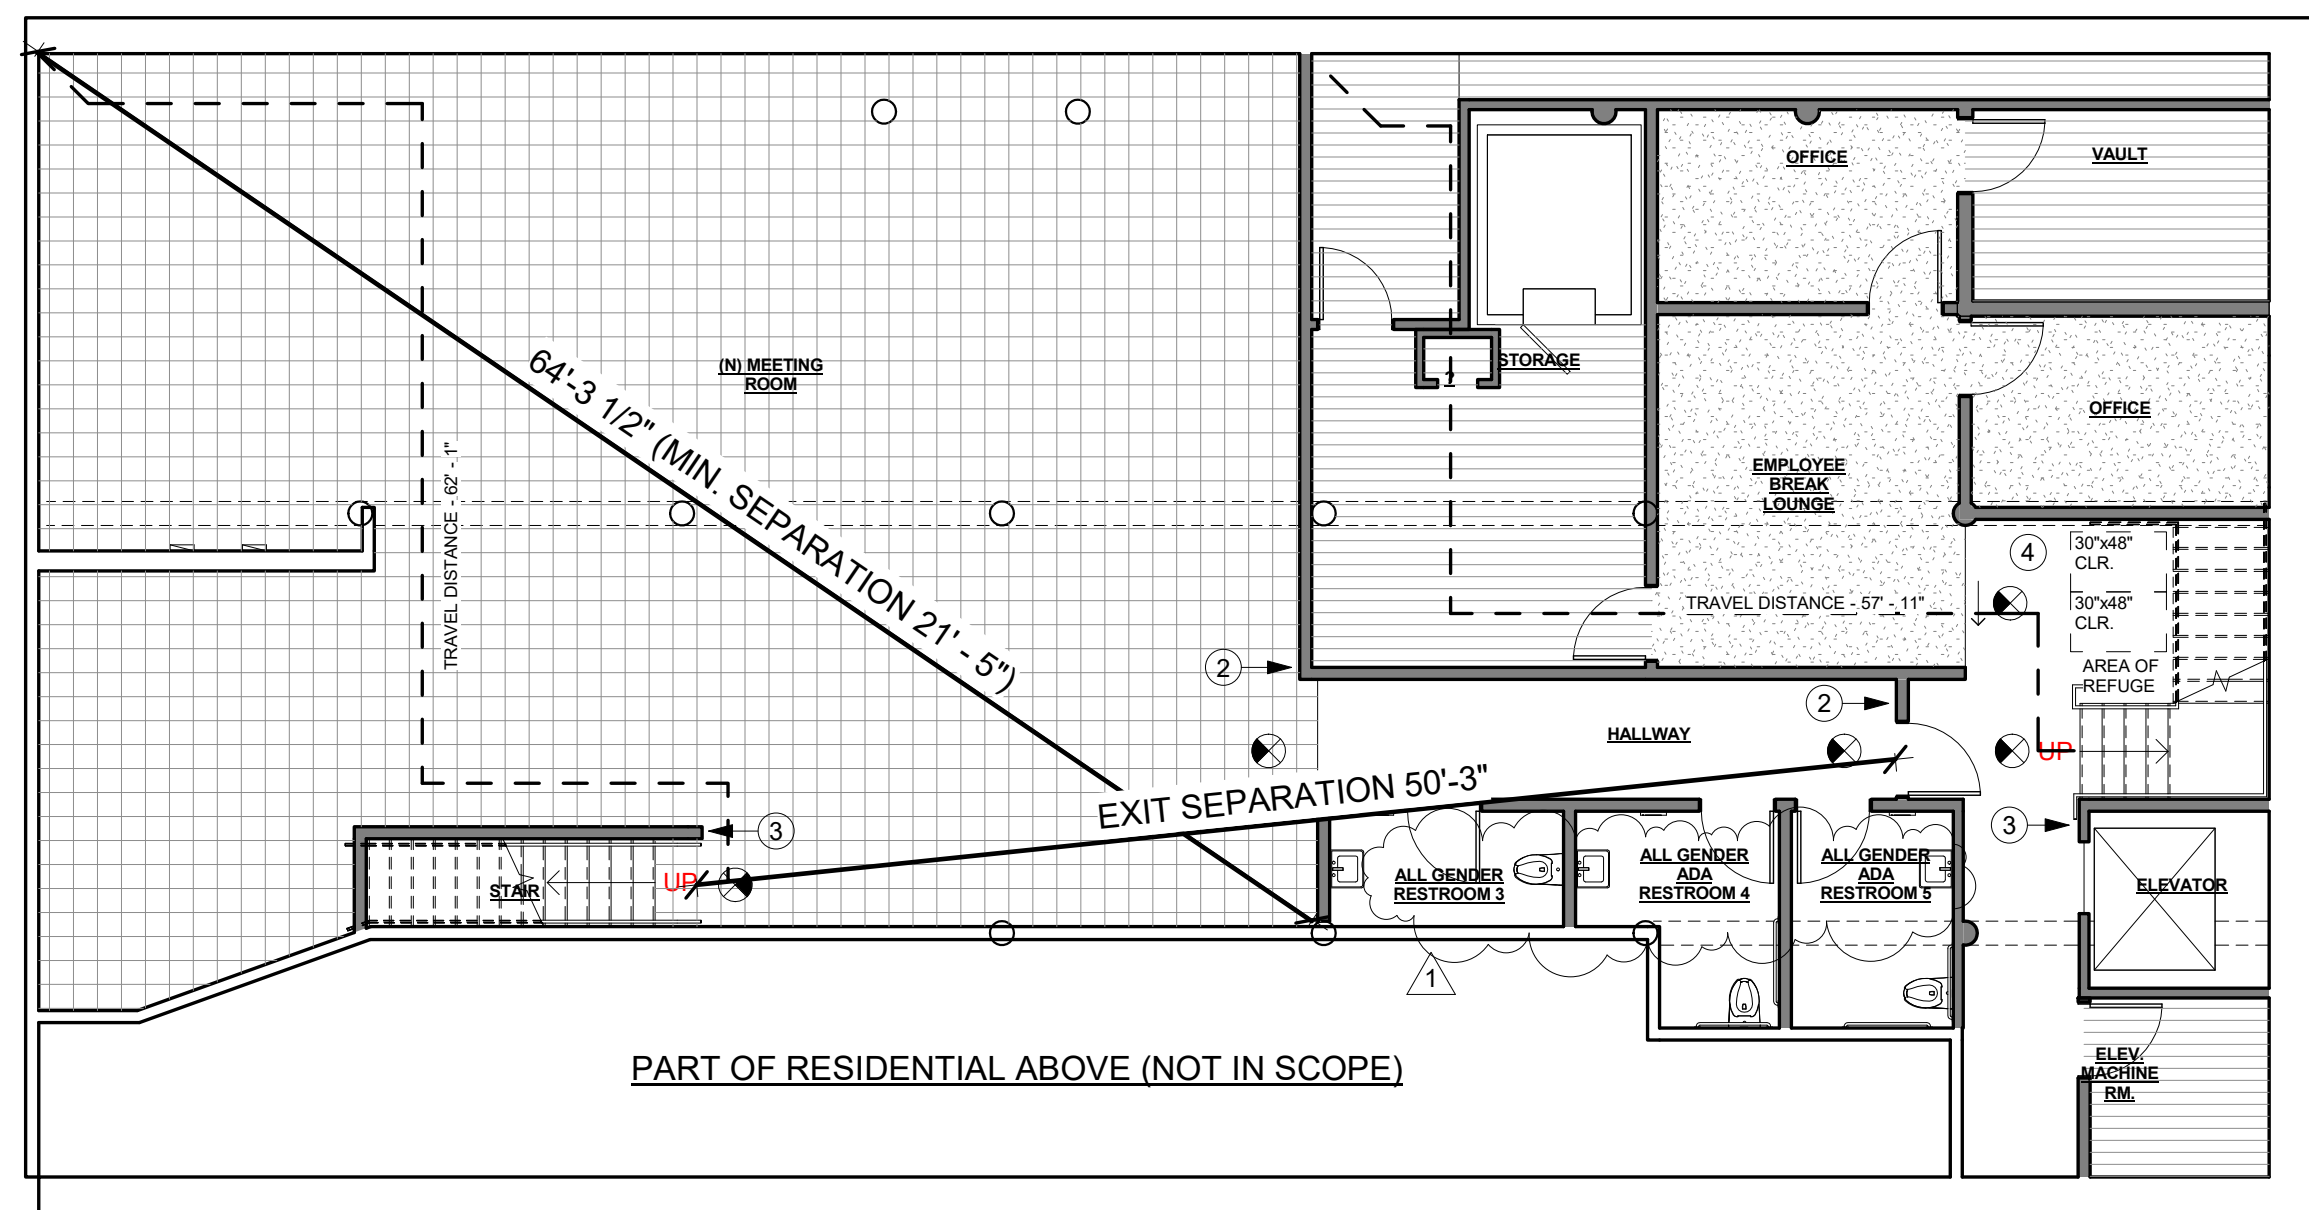 OFFICE
VAULT
(N) MEETING
ROOM
64'-3 1/2" (MIN. SEPARATION 21' - 5")
TRAVEL DISTANCE - 62' - 1"
STORAGE
2
OFFICE
EMPLOYEE
BREAK
LOUNGE
4
30"x48"
CLR.
30"x48"
CLR.
TRAVEL DISTANCE - 57' - 11"
AREA OF
REFUGE
2
2
HALLWAY
UP
EXIT SEPARATION 50'-3"
3
3
STAIR
UP
ALL GENDER
RESTROOM 3
ALL GENDER
ADA
RESTROOM 4
ALL GENDER
ADA
RESTROOM 5
ELEVATOR
1
PART OF RESIDENTIAL ABOVE (NOT IN SCOPE)
ELEV.
MACHINE
RM.